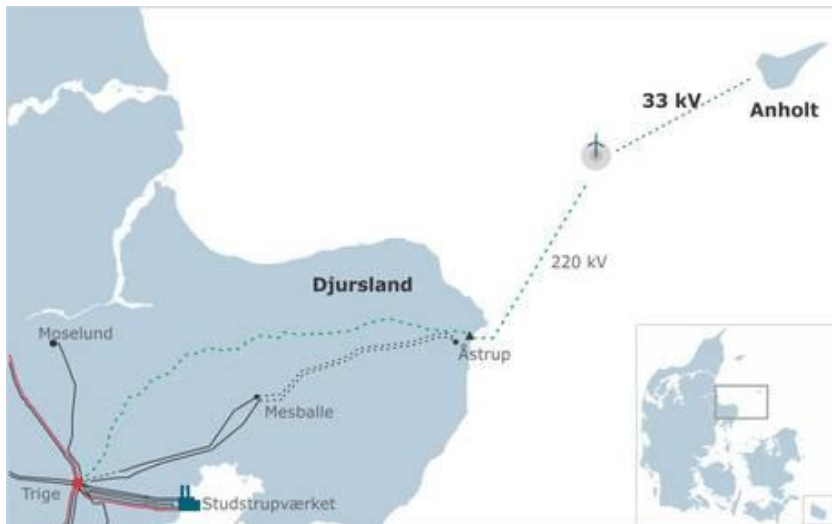 33 kV
Anholt
220 kV
Djursland
Moselund
Åstrup
Mesballe
Trige
Studstrupværket